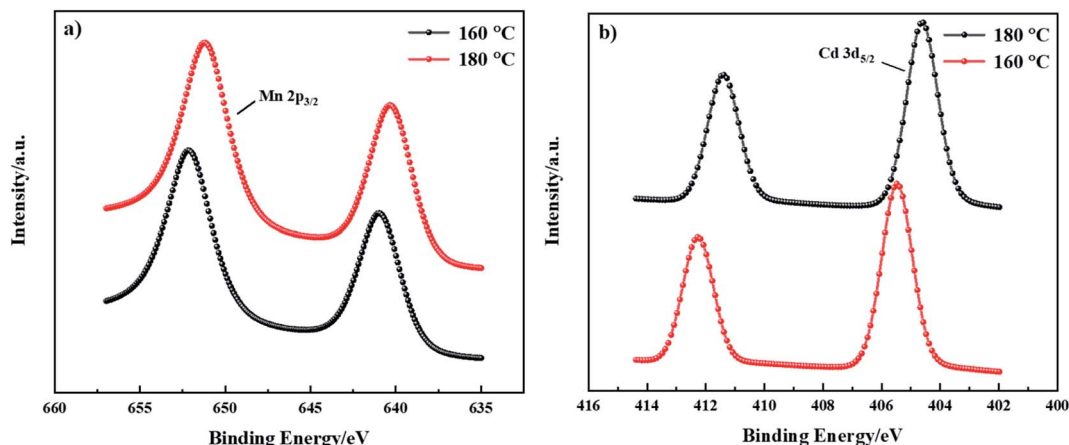 a)
160 °C
180 °C
Mn 2p3/2
Intensity/a.u.
660 655 650 645 640 635
Binding Energy/eV
b)
180 °C
160 °C
Cd 3d5/2
Intensity/a.u.
416 414 412 410 408 406 404 402 400
Binding Energy/eV